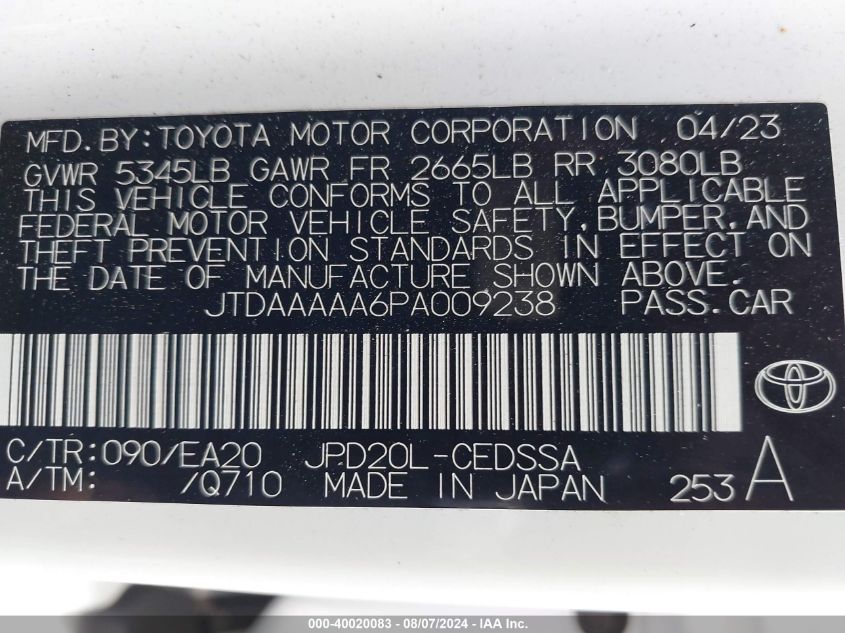 MFD. BY: TOYOTA MOTOR CORPORATION 04/23
GVWR 5345LB GAWR FR 2665LB RR 3080LB
THIS VEHICLE CONFORMS TO ALL APPLICABLE
FEDERAL MOTOR VEHICLE SAFETY, BUMPER, AND
THEFT PREVENTION STANDARDS IN EFFECT ON
THE DATE OF MANUFACTURE SHOWN ABOVE.
JTDAAAAA6PA009238 PASS. CAR
C/TR: 090/EA20 JPD20L-CEDSSA
A/TM: /Q710 MADE IN JAPAN 253 A
000-40020083 - 08/07/2024 - IAA Inc.